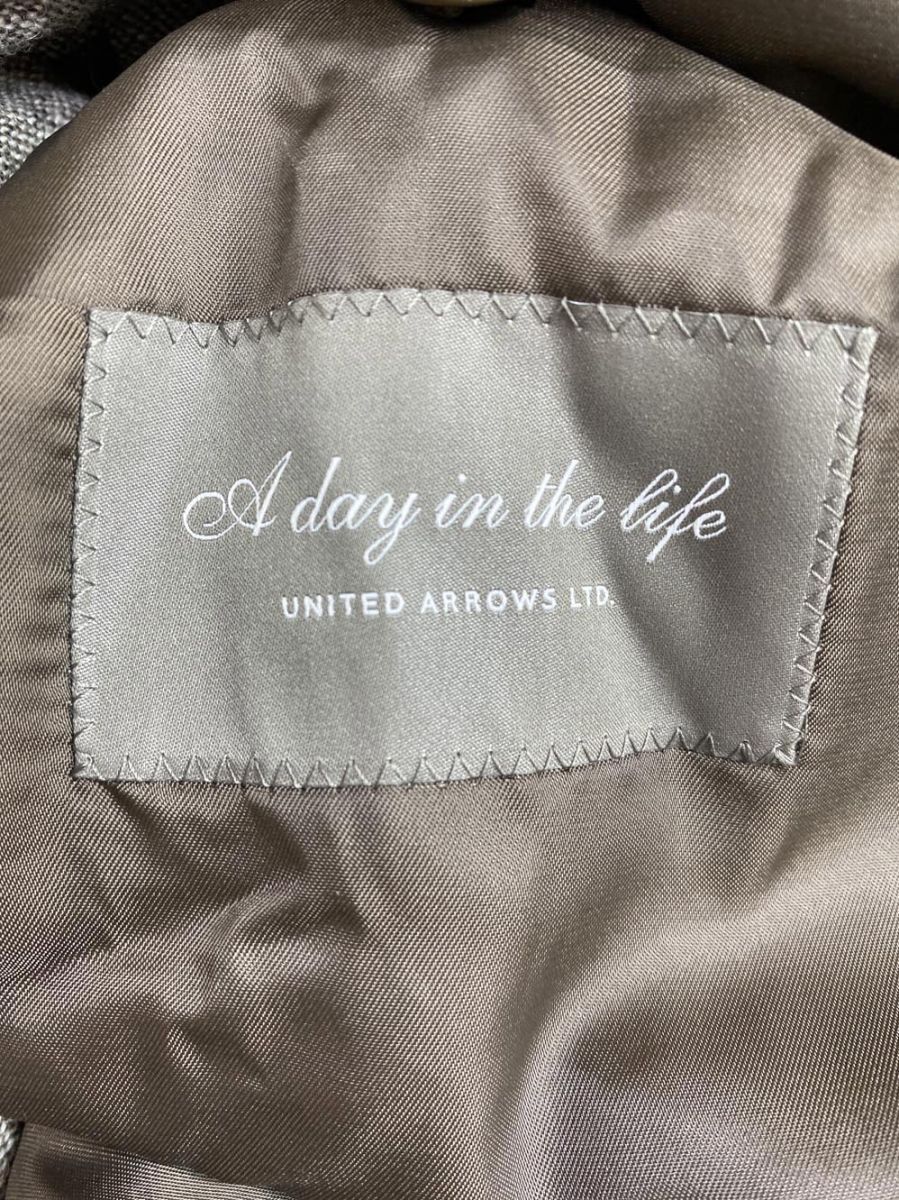 A day in the life
UNITED ARROWS LTD.